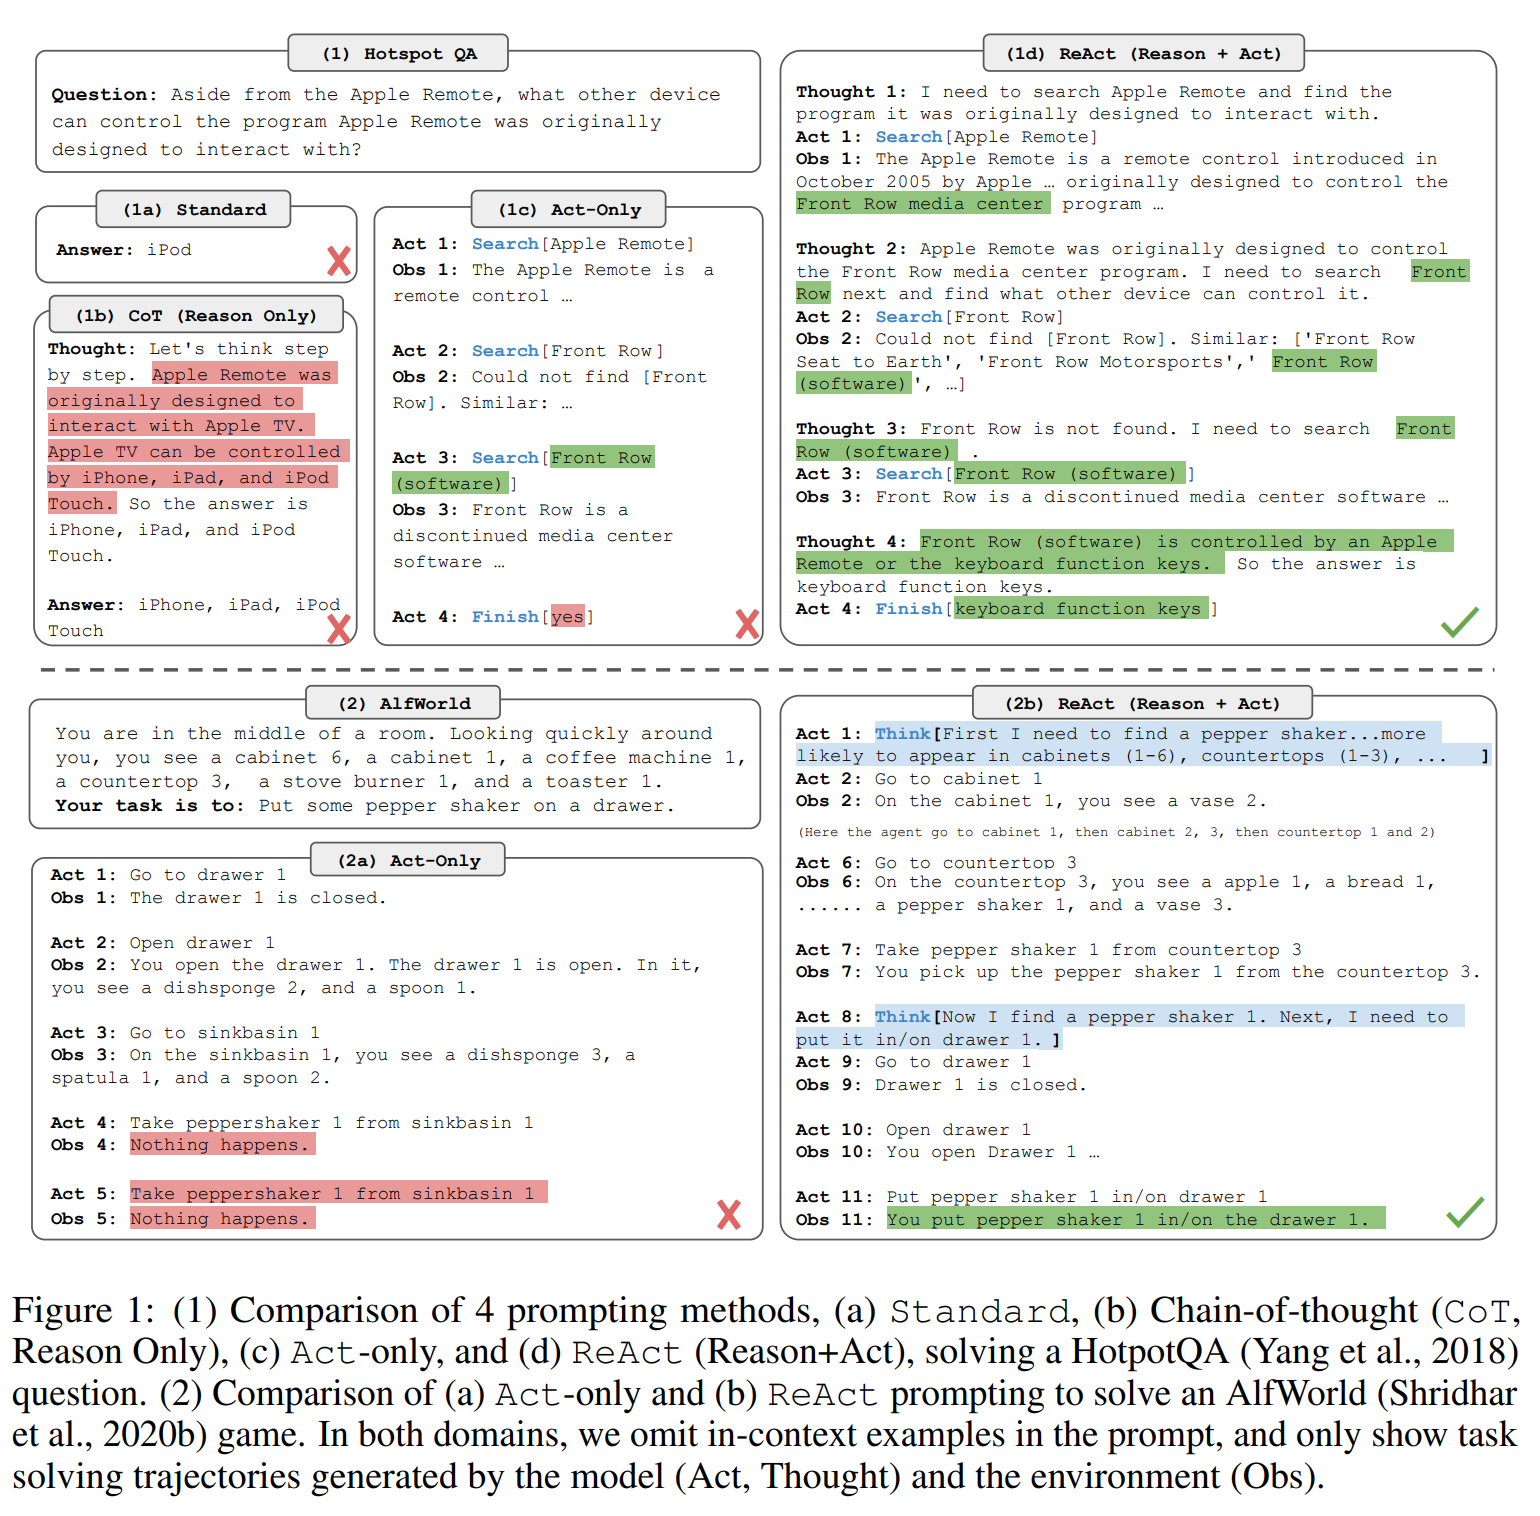 (1) Hotspot QA
Question: Aside from the Apple Remote, what other device
can control the program Apple Remote was originally
designed to interact with?
(1a) Standard
Answer: iPod
(1b) CoT (Reason Only)
Thought: Let's think step
by step. Apple Remote was
originally designed to
interact with Apple TV.
Apple TV can be controlled
by iPhone, iPad, and iPod
Touch. So the answer is
iPhone, iPad, and iPod
Touch.
Answer: iPhone, iPad, iPod
Touch
(1c) Act-Only
Act 1: Search[Apple Remote]
Obs 1: The Apple Remote is a
remote control …
Act 2: Search[Front Row]
Obs 2: Could not find [Front
Row]. Similar: …
Act 3: Search[Front Row
(software)]
Obs 3: Front Row is a
discontinued media center
software …
Act 4: Finish[yes]
(1d) ReAct (Reason + Act)
Thought 1: I need to search Apple Remote and find the
program it was originally designed to interact with.
Act 1: Search[Apple Remote]
Obs 1: The Apple Remote is a remote control introduced in
October 2005 by Apple … originally designed to control the
Front Row media center program …
Thought 2: Apple Remote was originally designed to control
the Front Row media center program. I need to search Front
Row next and find what other device can control it.
Act 2: Search[Front Row]
Obs 2: Could not find [Front Row]. Similar: ['Front Row
Seat to Earth', 'Front Row Motorsports',' Front Row
(software)', …]
Thought 3: Front Row is not found. I need to search Front
Row (software) .
Act 3: Search[Front Row (software)]
Obs 3: Front Row is a discontinued media center software …
Thought 4: Front Row (software) is controlled by an Apple
Remote or the keyboard function keys. So the answer is
keyboard function keys.
Act 4: Finish[keyboard function keys]
(2) AlfWorld
You are in the middle of a room. Looking quickly around
you, you see a cabinet 6, a cabinet 1, a coffee machine 1,
a countertop 3, a stove burner 1, and a toaster 1.
Your task is to: Put some pepper shaker on a drawer.
(2a) Act-Only
Act 1: Go to drawer 1
Obs 1: The drawer 1 is closed.
Act 2: Open drawer 1
Obs 2: You open the drawer 1. The drawer 1 is open. In it,
you see a dishsponge 2, and a spoon 1.
Act 3: Go to sinkbasin 1
Obs 3: On the sinkbasin 1, you see a dishsponge 3, a
spatula 1, and a spoon 2.
Act 4: Take peppershaker 1 from sinkbasin 1
Obs 4: Nothing happens.
Act 5: Take peppershaker 1 from sinkbasin 1
Obs 5: Nothing happens.
(2b) ReAct (Reason + Act)
Act 1: Think[First I need to find a pepper shaker...more
likely to appear in cabinets (1-6), countertops (1-3), ... ]
Act 2: Go to cabinet 1
Obs 2: On the cabinet 1, you see a vase 2.
(Here the agent go to cabinet 1, then cabinet 2, 3, then countertop 1 and 2)
Act 6: Go to countertop 3
Obs 6: On the countertop 3, you see a apple 1, a bread 1,
...... a pepper shaker 1, and a vase 3.
Act 7: Take pepper shaker 1 from countertop 3
Obs 7: You pick up the pepper shaker 1 from the countertop 3.
Act 8: Think[Now I find a pepper shaker 1. Next, I need to
put it in/on drawer 1. ]
Act 9: Go to drawer 1
Obs 9: Drawer 1 is closed.
Act 10: Open drawer 1
Obs 10: You open Drawer 1 …
Act 11: Put pepper shaker 1 in/on drawer 1
Obs 11: You put pepper shaker 1 in/on the drawer 1.
Figure 1: (1) Comparison of 4 prompting methods, (a) Standard, (b) Chain-of-thought (CoT,
Reason Only), (c) Act-only, and (d) ReAct (Reason+Act), solving a HotpotQA (Yang et al., 2018)
question. (2) Comparison of (a) Act-only and (b) ReAct prompting to solve an AlfWorld (Shridhar
et al., 2020b) game. In both domains, we omit in-context examples in the prompt, and only show task
solving trajectories generated by the model (Act, Thought) and the environment (Obs).